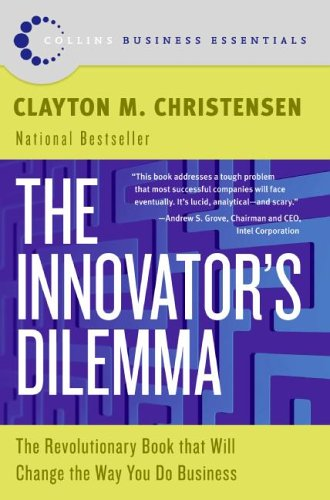 COLLINS BUSINESS ESSENTIALS
CLAYTON M. CHRISTENSEN
National Bestseller
"This book addresses a tough problem
that most successful companies will face
eventually. It's lucid, analytical—and scary."
—Andrew S. Grove, Chairman and CEO,
Intel Corporation
THE
INNOVATOR'S
DILEMMA
The Revolutionary Book that Will
Change the Way You Do Business